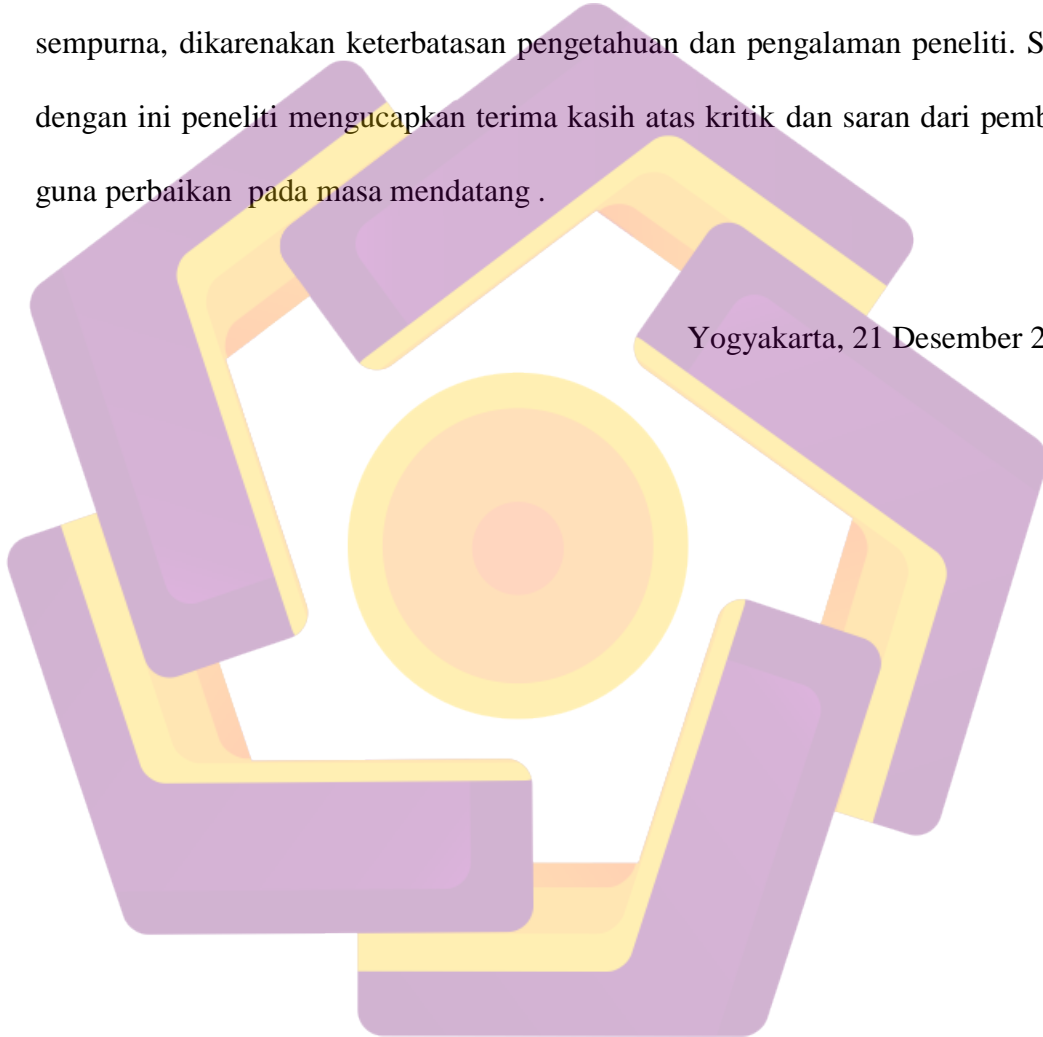 sempurna, dikarenakan keterbatasan pengetahuan dan pengalaman peneliti. S
dengan ini peneliti mengucapkan terima kasih atas kritik dan saran dari pemb
guna perbaikan  pada masa mendatang .
Yogyakarta, 21 Desember 2